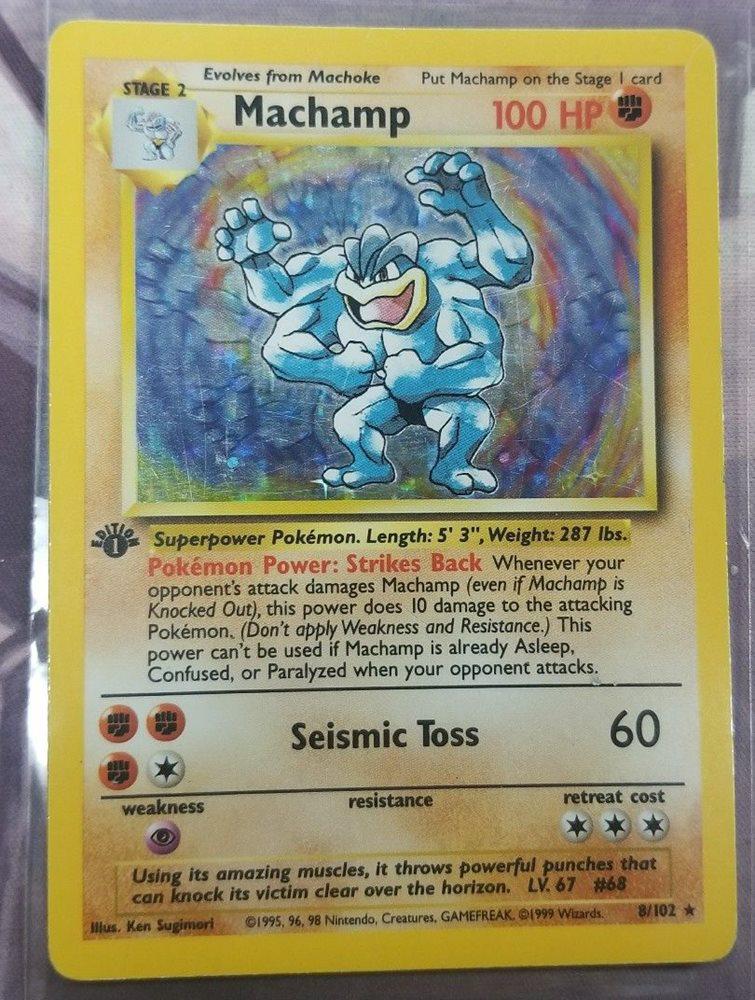 Evolves from Machoke Put Machamp on the Stage 1 card
STAGE 2
Machamp 100 HP
EDITION
1
Superpower Pokémon. Length: 5' 3", Weight: 287 lbs.
Pokémon Power: Strikes Back Whenever your
opponent's attack damages Machamp (even if Machamp is
Knocked Out), this power does 10 damage to the attacking
Pokémon. (Don't apply Weakness and Resistance.) This
power can't be used if Machamp is already Asleep,
Confused, or Paralyzed when your opponent attacks.
Seismic Toss 60
weakness resistance retreat cost
Using its amazing muscles, it throws powerful punches that
can knock its victim clear over the horizon. LV. 67 #68
Illus. Ken Sugimori ©1995, 96, 98 Nintendo, Creatures, GAMEFREAK. ©1999 Wizards. 8/102 ★